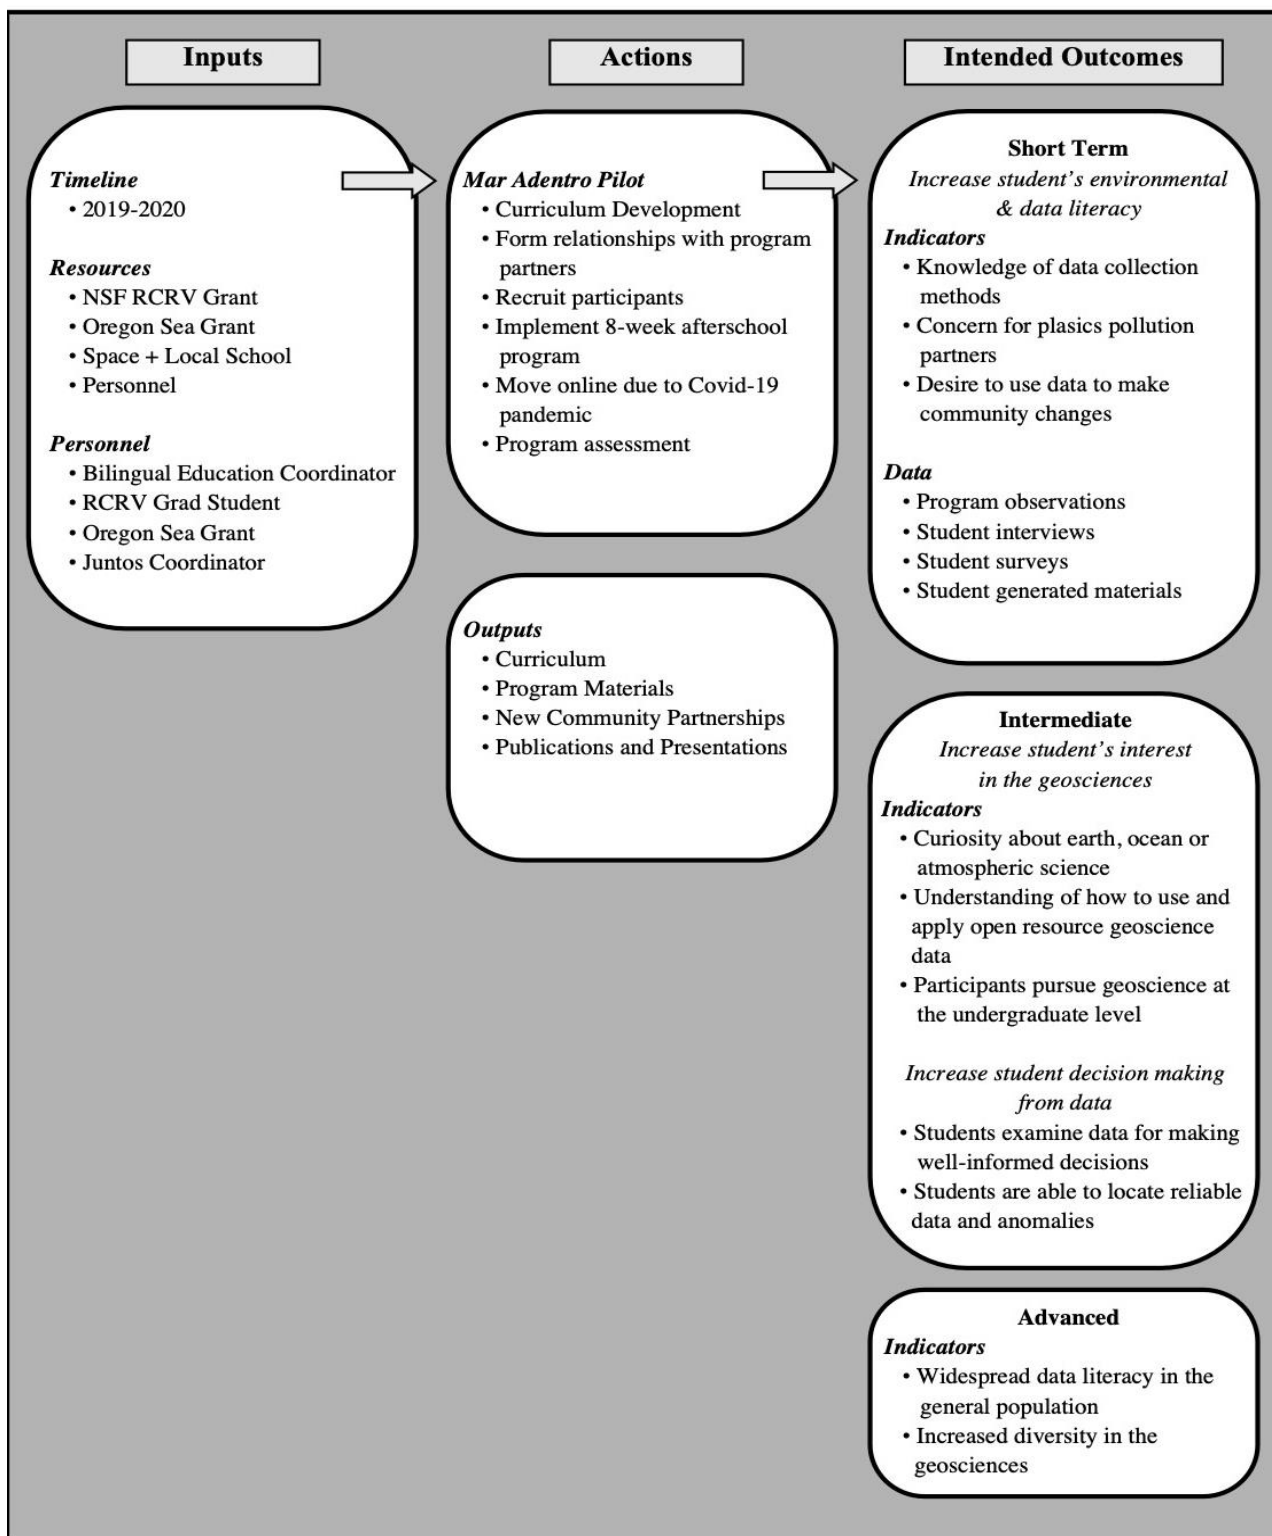 Inputs
Timeline
• 2019-2020
Resources
• NSF RCRV Grant
• Oregon Sea Grant
• Space + Local School
• Personnel
Personnel
• Bilingual Education Coordinator
• RCRV Grad Student
• Oregon Sea Grant
• Juntos Coordinator
Actions
Mar Adentro Pilot
• Curriculum Development
• Form relationships with program
partners
• Recruit participants
• Implement 8-week afterschool
program
• Move online due to Covid-19
pandemic
• Program assessment
Outputs
• Curriculum
• Program Materials
• New Community Partnerships
• Publications and Presentations
Intended Outcomes
Short Term
Increase student’s environmental
& data literacy
Indicators
• Knowledge of data collection
methods
• Concern for plasics pollution
partners
• Desire to use data to make
community changes
Data
• Program observations
• Student interviews
• Student surveys
• Student generated materials
Intermediate
Increase student’s interest
in the geosciences
Indicators
• Curiosity about earth, ocean or
atmospheric science
• Understanding of how to use and
apply open resource geoscience
data
• Participants pursue geoscience at
the undergraduate level
Increase student decision making
from data
• Students examine data for making
well-informed decisions
• Students are able to locate reliable
data and anomalies
Advanced
Indicators
• Widespread data literacy in the
general population
• Increased diversity in the
geosciences